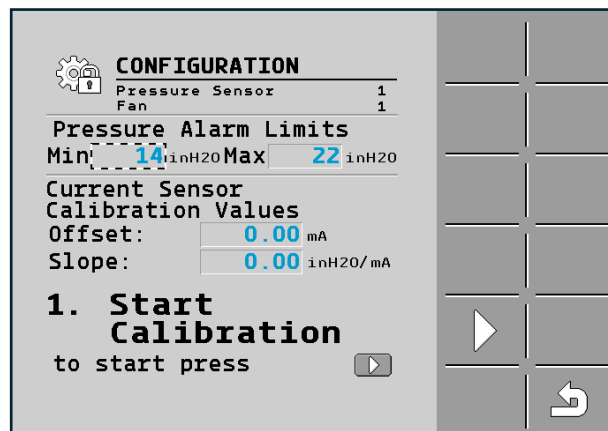 CONFIGURATION
Pressure Sensor 1
Fan 1
Pressure Alarm Limits
Min 14 inH2O Max 22 inH2O
Current Sensor
Calibration Values
Offset: 0.00 mA
Slope: 0.00 inH2O/mA
1. Start
Calibration
to start press